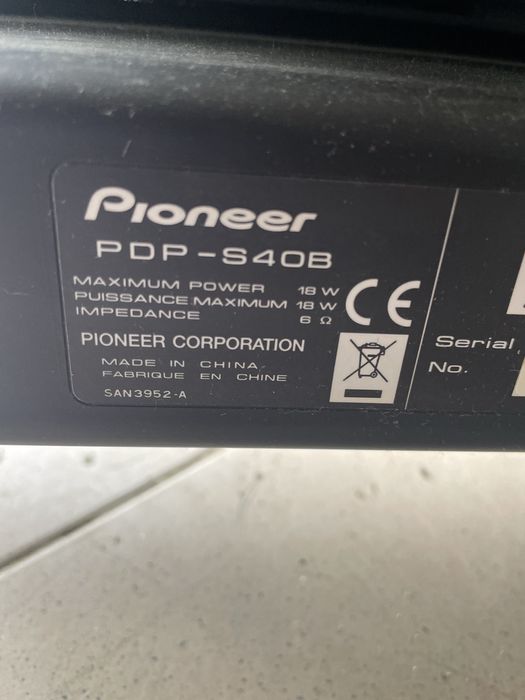 Pioneer
PDP-S40B
MAXIMUM POWER 18 W
PUISSANCE MAXIMUM 18 W
IMPEDANCE 6 Ω
CE
PIONEER CORPORATION
MADE IN CHINA
FABRIQUE EN CHINE
SAN3952-A
Serial
No.